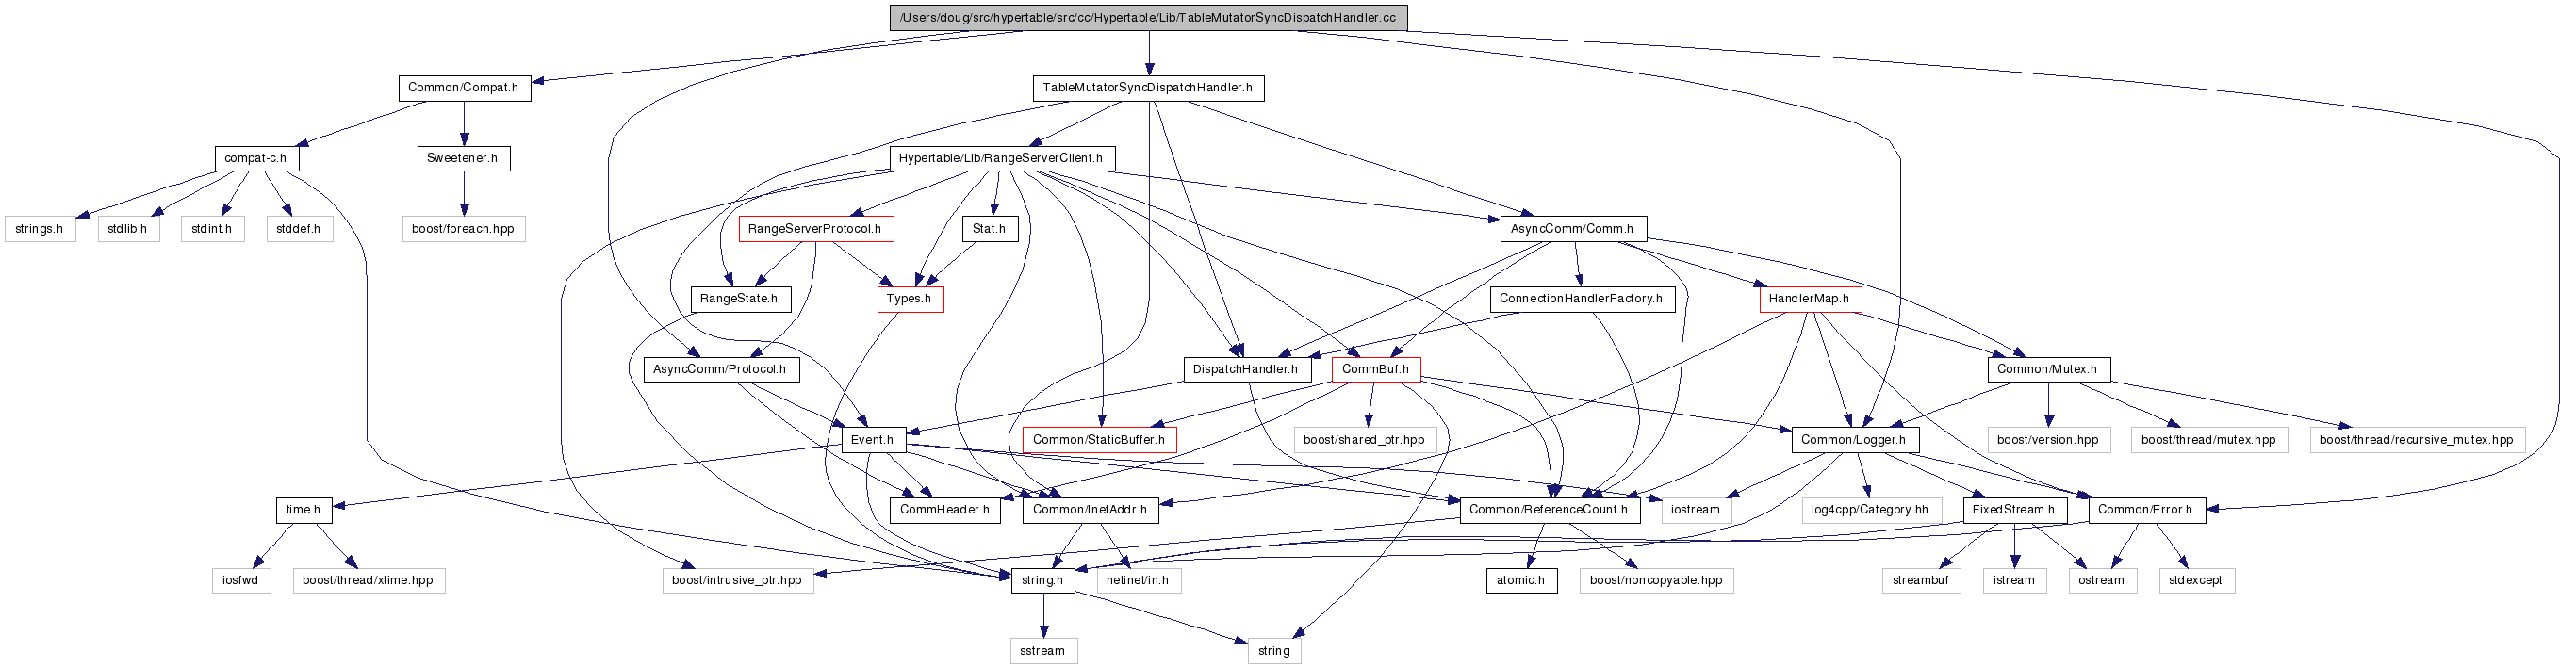 /Users/doug/src/hypertable/src/cc/Hypertable/Lib/TableMutatorSyncDispatchHandler.cc
Common/Compat.h
TableMutatorSyncDispatchHandler.h
compat-c.h
Sweetener.h
Hypertable/Lib/RangeServerClient.h
strings.h
stdlib.h
stdint.h
stddef.h
boost/foreach.hpp
RangeServerProtocol.h
Stat.h
AsyncComm/Comm.h
RangeState.h
Types.h
ConnectionHandlerFactory.h
HandlerMap.h
AsyncComm/Protocol.h
DispatchHandler.h
CommBuf.h
Common/Mutex.h
Event.h
Common/StaticBuffer.h
boost/shared_ptr.hpp
Common/Logger.h
boost/version.hpp
boost/thread/mutex.hpp
boost/thread/recursive_mutex.hpp
time.h
CommHeader.h
Common/InetAddr.h
Common/ReferenceCount.h
iostream
log4cpp/Category.hh
FixedStream.h
Common/Error.h
iosfwd
boost/thread/xtime.hpp
boost/intrusive_ptr.hpp
string.h
netinet/in.h
atomic.h
boost/noncopyable.hpp
streambuf
istream
ostream
stdexcept
sstream
string